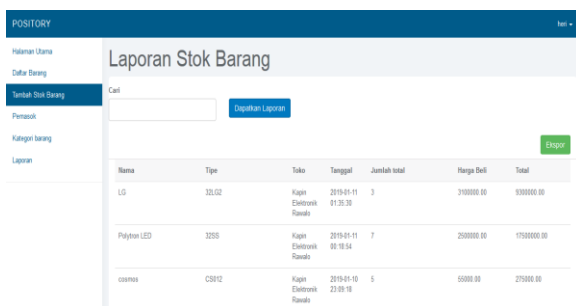 POSITORY
heri
Halaman Utama
Daftar Barang
Tambah Stok Barang
Pemasok
Kategori barang
Laporan
Laporan Stok Barang
Cari
Dapatkan Laporan
Ekspor
Nama Tipe Toko Tanggal Jumlah total Harga Beli Total
LG 32LG2 Kapin 2019-01-11 3 3100000.00 9300000.00
Elektronik 01:35:30
Rawalo
Polytron LED 32SS Kapin 2019-01-11 7 2500000.00 17500000.00
Elektronik 00:18:54
Rawalo
cosmos CS012 Kapin 2019-01-10 5 55000.00 275000.00
Elektronik 23:09:18
Rawalo